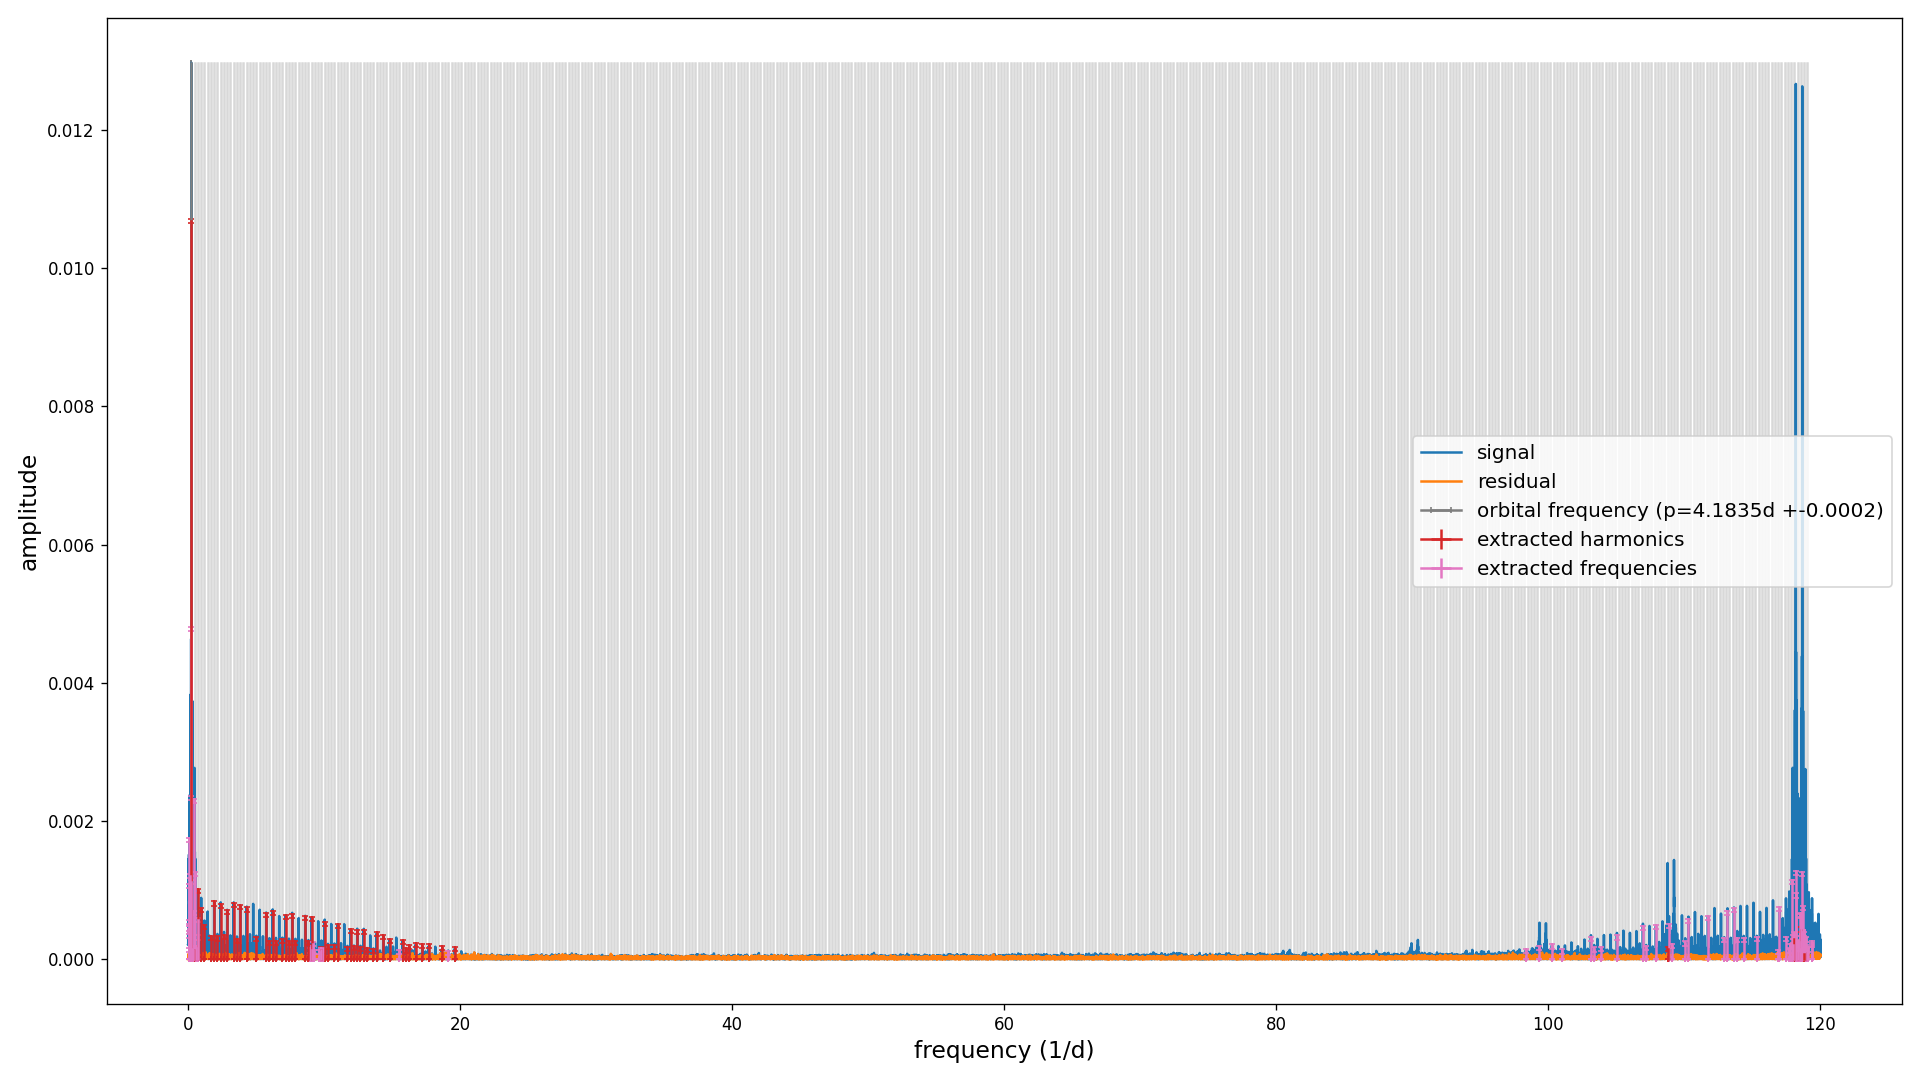 0.012
0.010
0.008
0.006
0.004
0.002
0.000
amplitude
signal
residual
orbital frequency (p=4.1835d +-0.0002)
extracted harmonics
extracted frequencies
0 20 40 60 80 100 120
frequency (1/d)